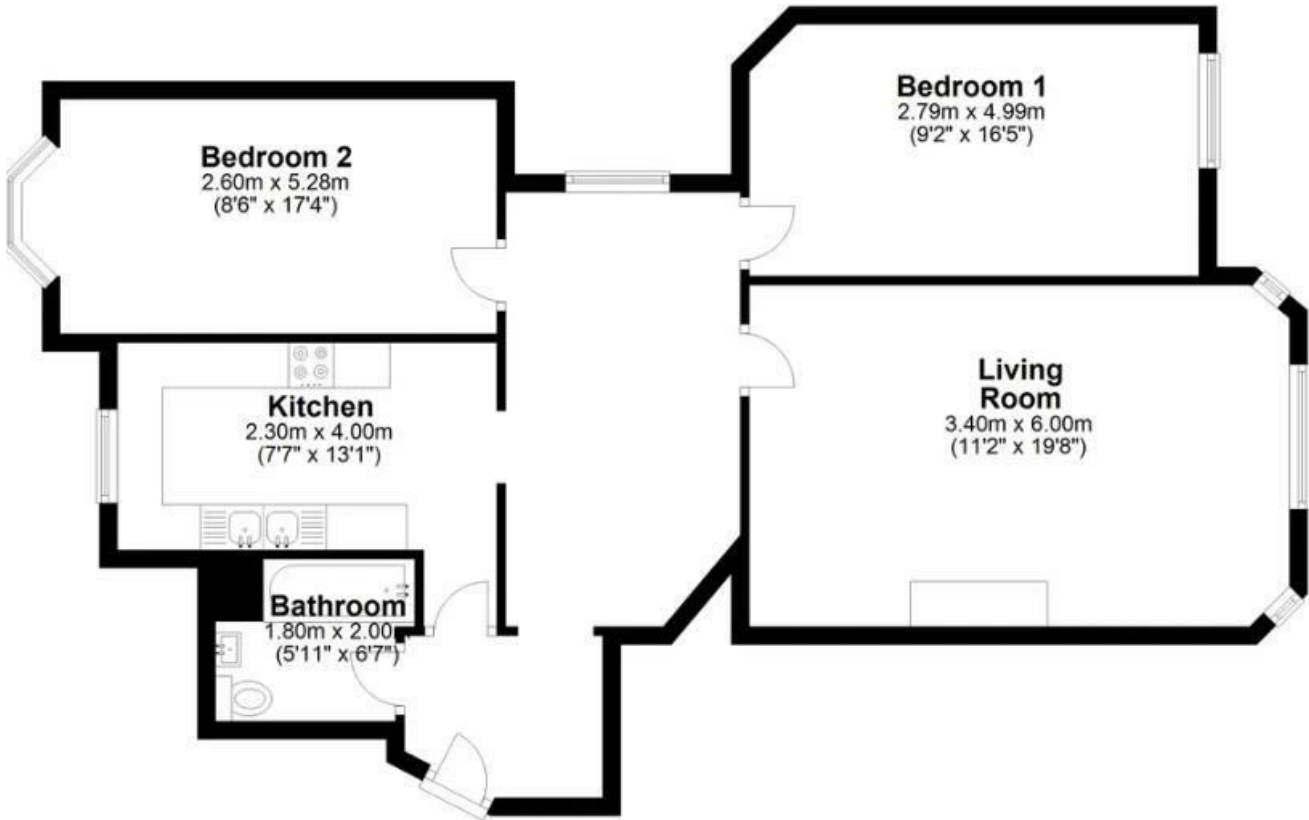 Bedroom 1
2.79m x 4.99m
(9'2" x 16'5")
Bedroom 2
2.60m x 5.28m
(8'6" x 17'4")
Living
Room
3.40m x 6.00m
(11'2" x 19'8")
Kitchen
2.30m x 4.00m
(7'7" x 13'1")
Bathroom
1.80m x 2.00m
(5'11" x 6'7")